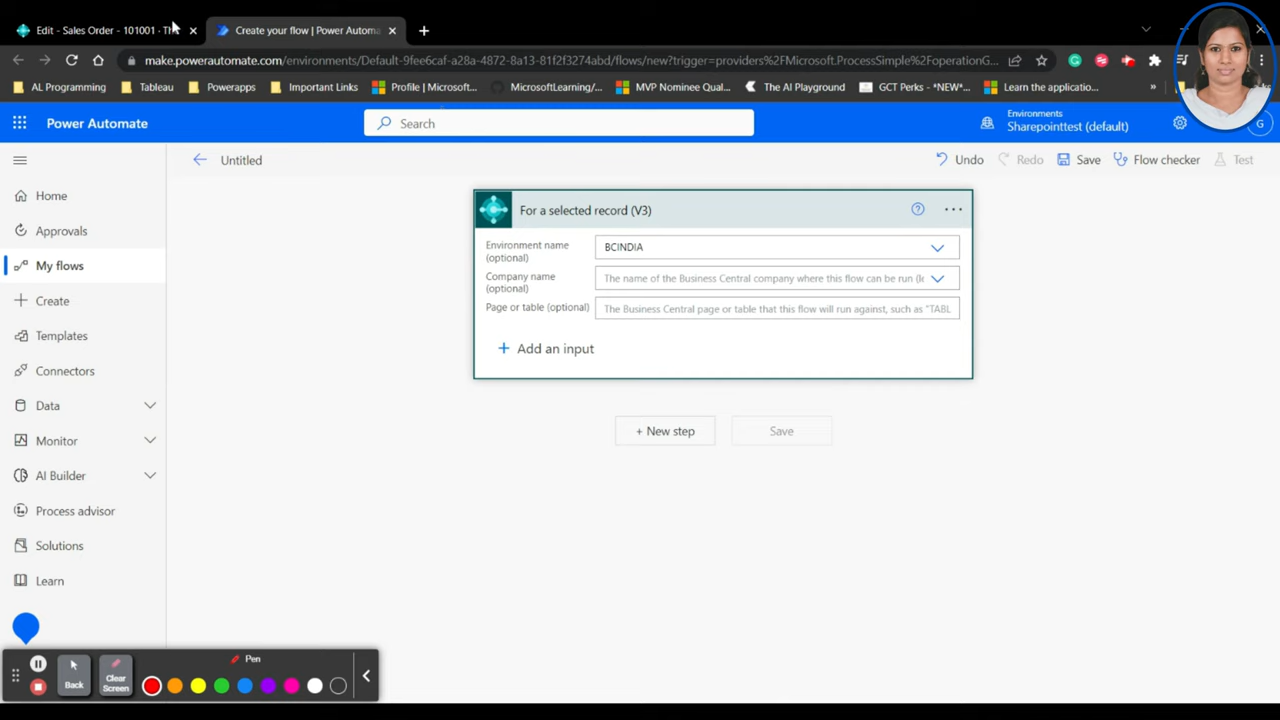 Edit - Sales Order - 101001 · Th
Create your flow | Power Automa
make.powerautomate.com/environments/Default-9fee6caf-a28a-4872-8a13-81f2f3274abd/flows/new?trigger=providers%2FMicrosoft.ProcessSimple%2FoperationG...
AI Programming
Tableau
Powerapps
Important Links
Profile | Microsoft...
MicrosoftLearning/...
MVP Nominee Qual...
The AI Playground
GCT Perks - *NEW*...
Learn the applicatio...
Power Automate
Search
Environments
Sharepointtest (default)
G
Untitled
Undo
Redo
Save
Flow checker
Test
Home
Approvals
My flows
Create
Templates
Connectors
Data
Monitor
AI Builder
Process advisor
Solutions
Learn
For a selected record (V3)
Environment name
(optional)
BCINDIA
Company name
(optional)
The name of the Business Central company where this flow can be run (le
Page or table (optional)
The Business Central page or table that this flow will run against, such as "TABL
+ Add an input
+ New step
Save
Pen
Back
Clear
Screen